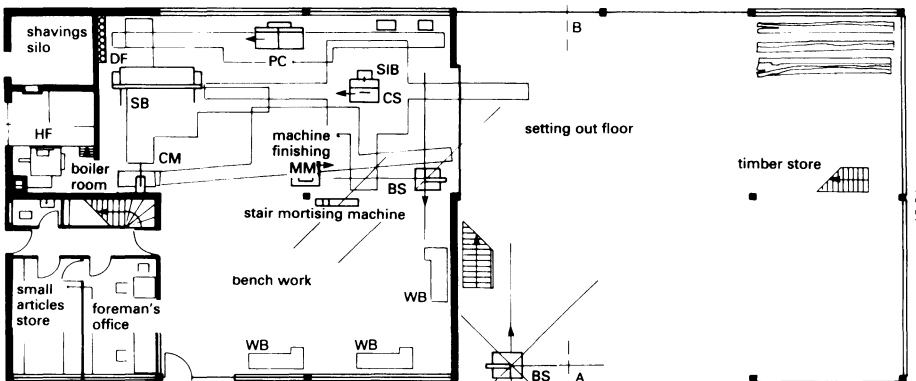 shavings
silo
B
DF
PC
SIB
SB
CS
HF
machine
finishing
setting out floor
CM
MM
boiler
room
BS
timber store
stair mortising machine
bench work
small
articles
store
foreman's
office
WB
WB
WB
BS
A